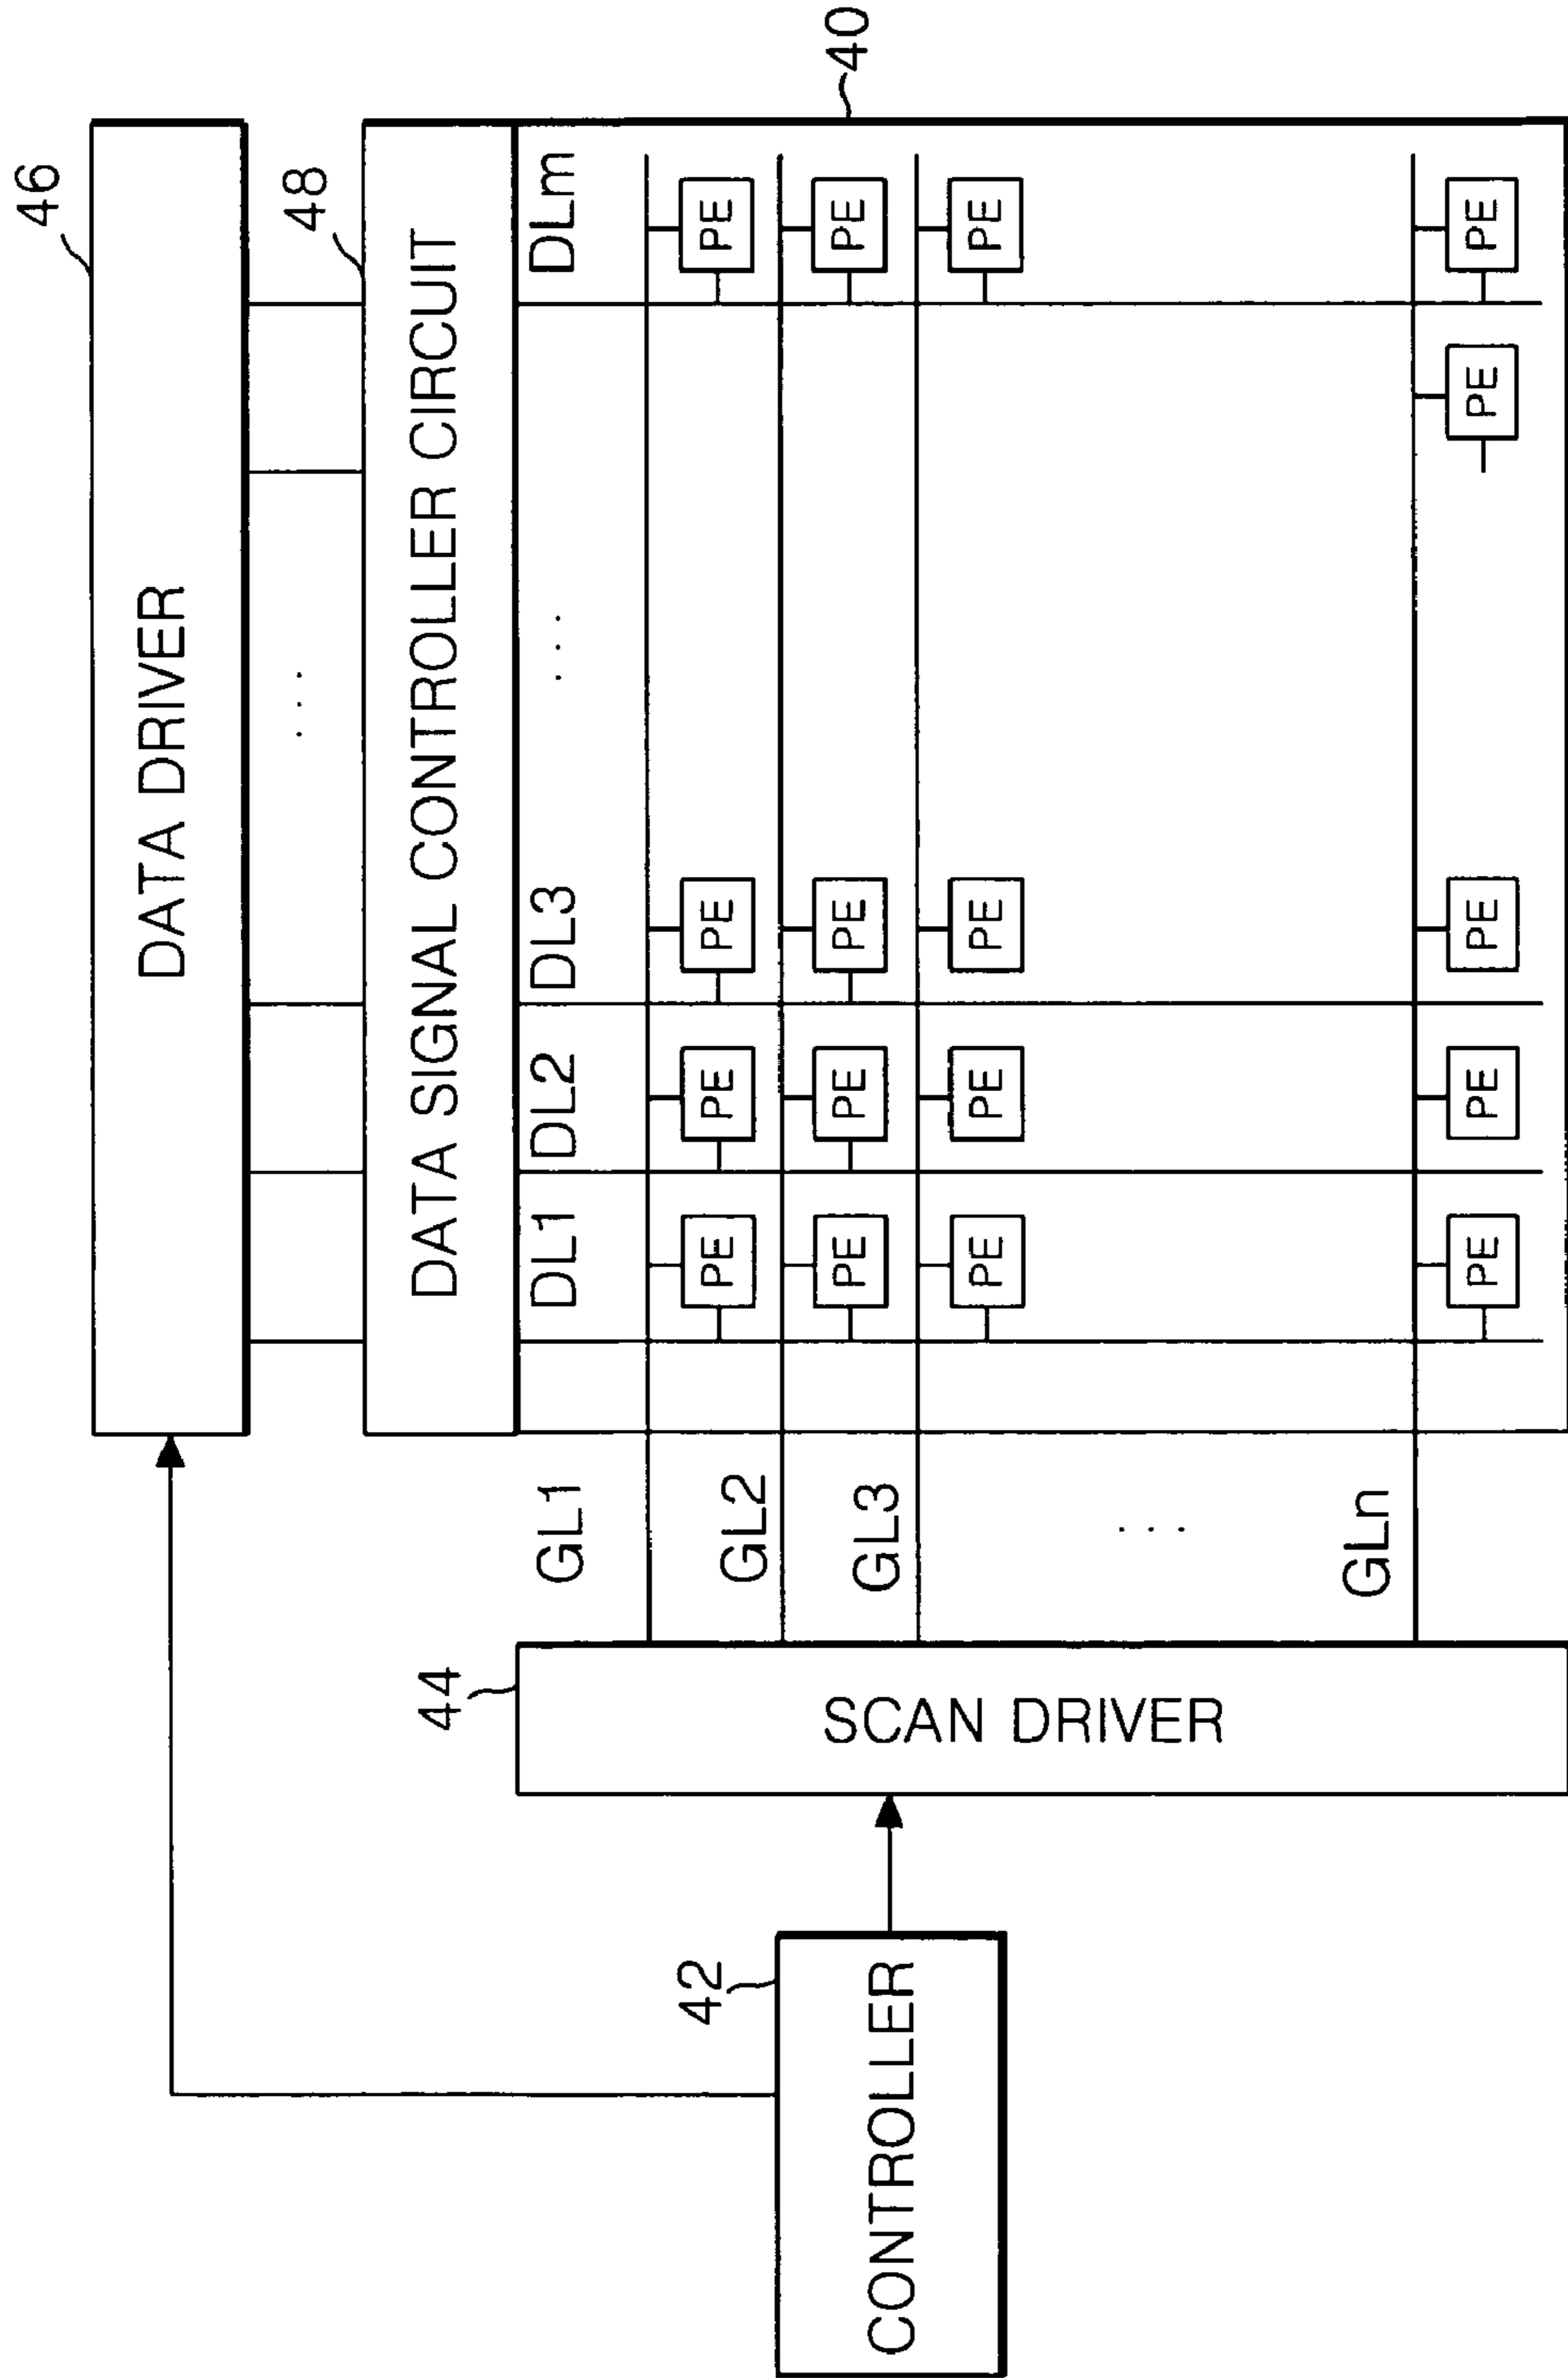 46
DATA DRIVER
. . .
48
DATA SIGNAL CONTROLLER CIRCUIT
44
DL1 DL2 DL3 . . . DLm
GL1
PE PE PE PE
42
GL2
PE PE PE PE
40
CONTROLLER
SCAN DRIVER
GL3
PE PE PE PE
. . .
GLn
PE PE PE PE PE